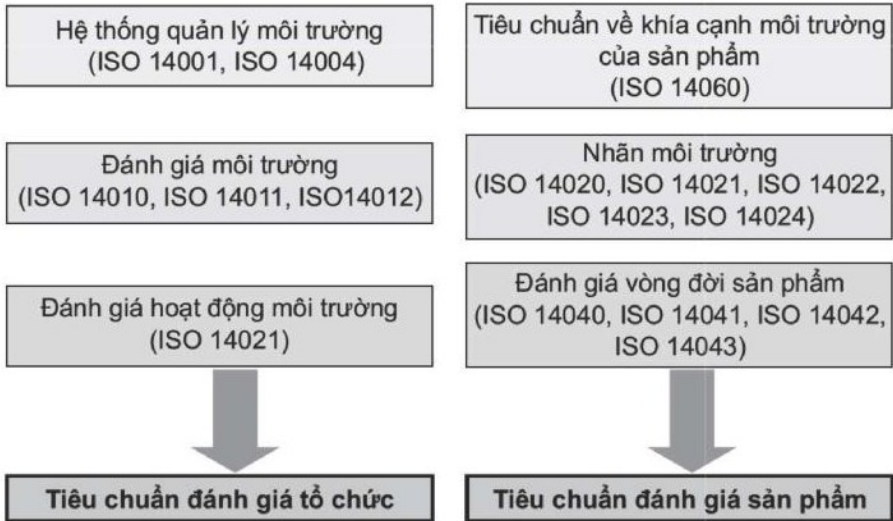 Hệ thống quản lý môi trường
(ISO 14001, ISO 14004)
Đánh giá môi trường
(ISO 14010, ISO 14011, ISO14012)
Đánh giá hoạt động môi trường
(ISO 14021)
Tiêu chuẩn đánh giá tổ chức
Tiêu chuẩn về khía cạnh môi trường
của sản phẩm
(ISO 14060)
Nhãn môi trường
(ISO 14020, ISO 14021, ISO 14022,
ISO 14023, ISO 14024)
Đánh giá vòng đời sản phẩm
(ISO 14040, ISO 14041, ISO 14042,
ISO 14043)
Tiêu chuẩn đánh giá sản phẩm